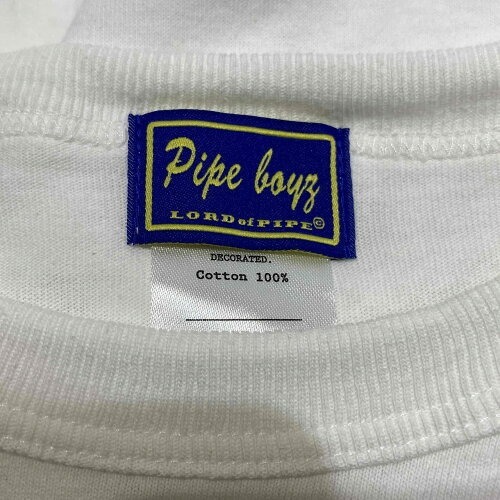 Pipe boyz
LORD of PIPE©
DECORATED.
Cotton 100%